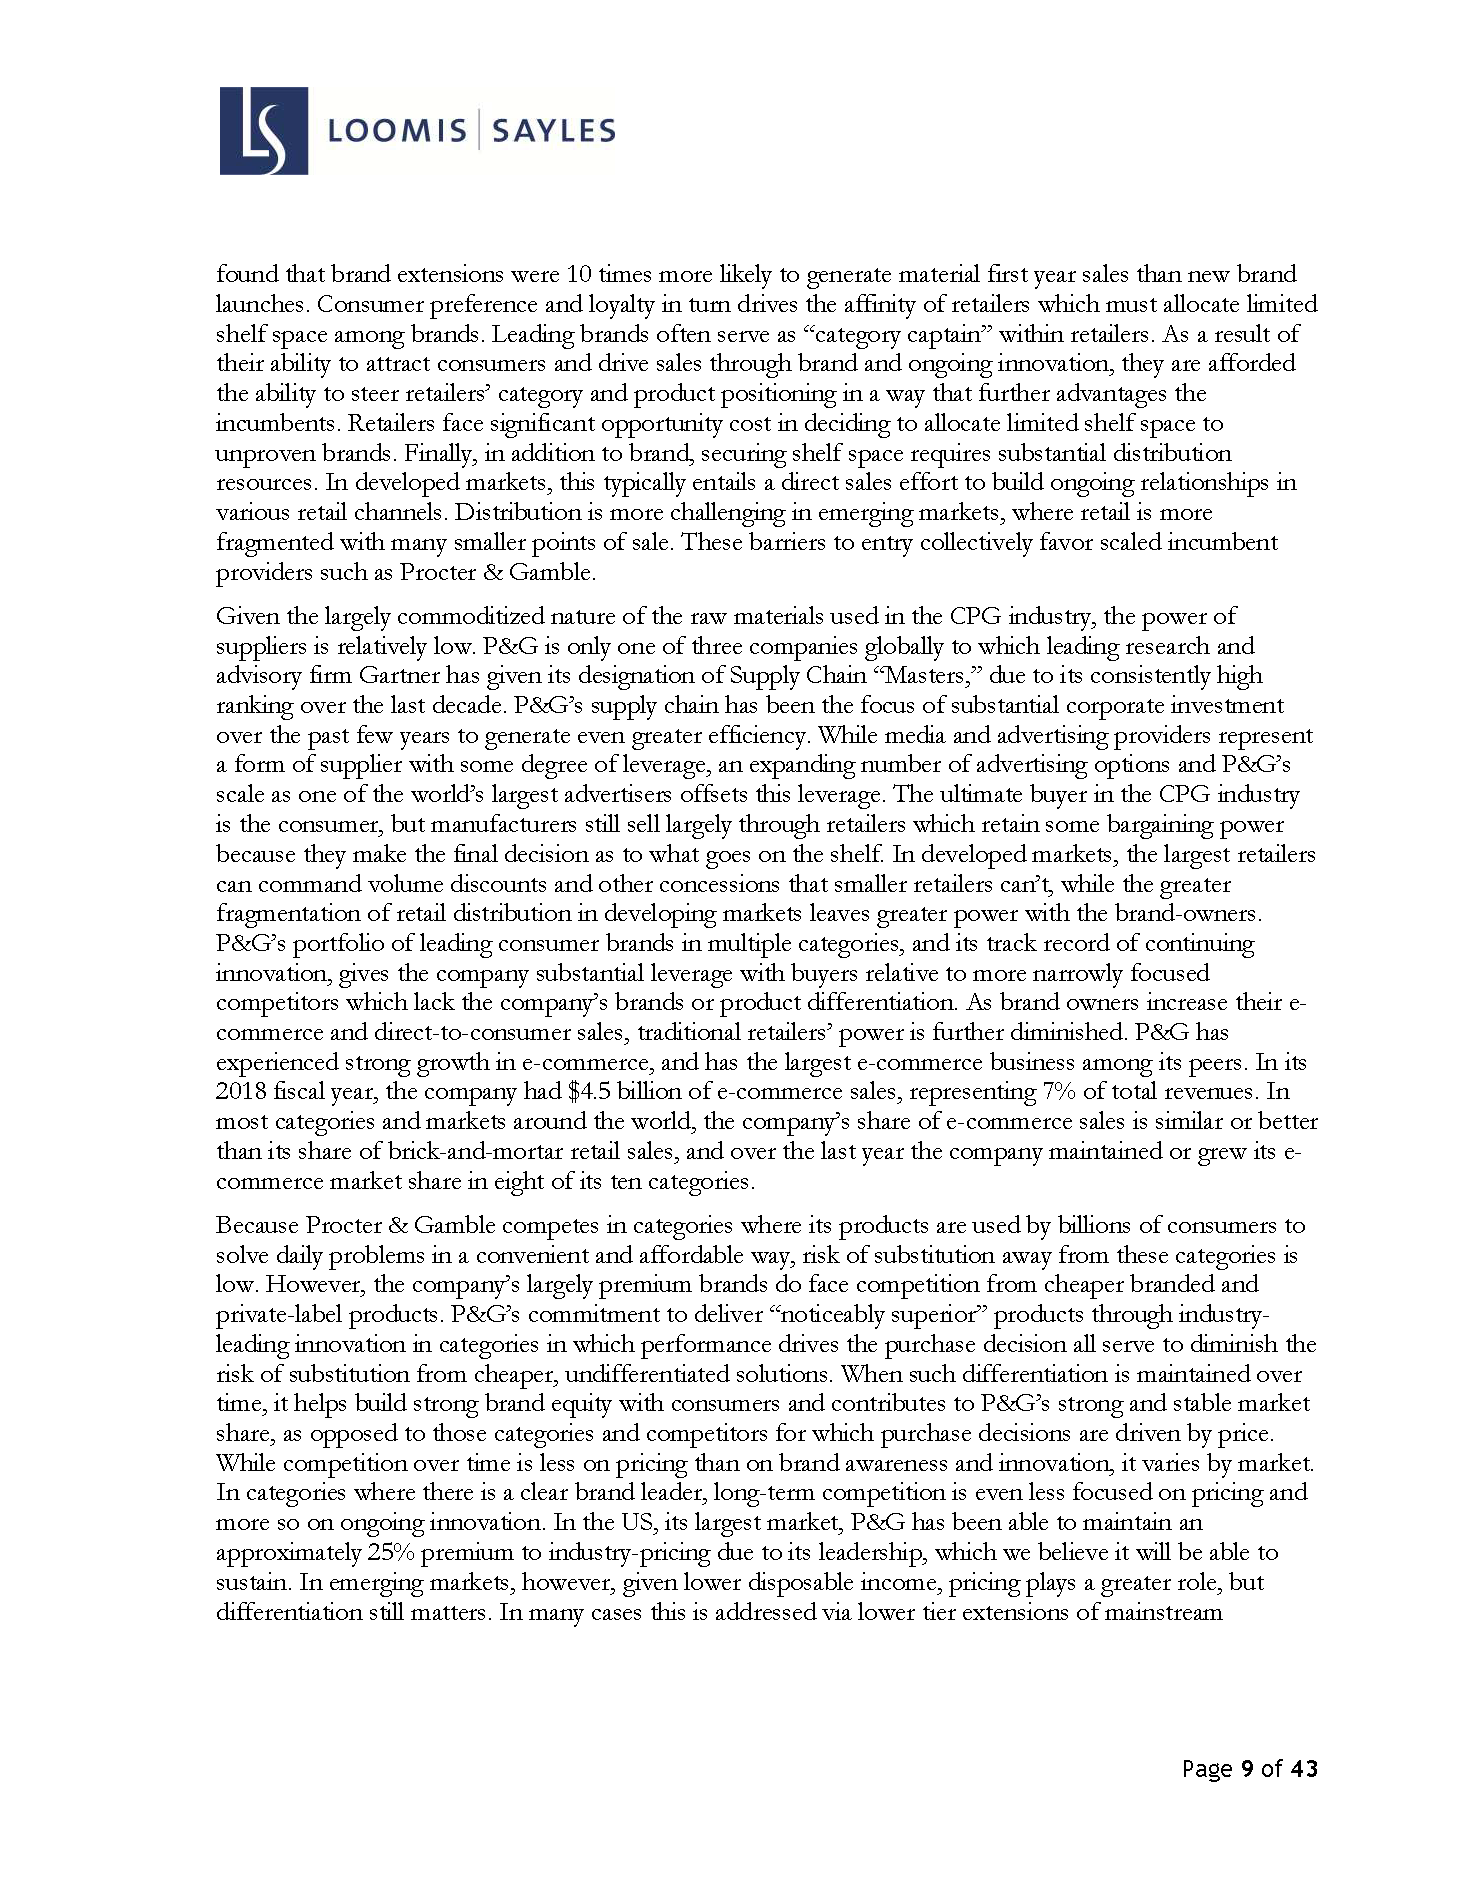 LS LOOMIS | SAYLES
found that brand extensions were 10 times more likely to generate material first year sales than new brand
launches. Consumer preference and loyalty in turn drives the affinity of retailers which must allocate limited
shelf space among brands. Leading brands often serve as “category captain” within retailers. As a result of
their ability to attract consumers and drive sales through brand and ongoing innovation, they are afforded
the ability to steer retailers’ category and product positioning in a way that further advantages the
incumbents. Retailers face significant opportunity cost in deciding to allocate limited shelf space to
unproven brands. Finally, in addition to brand, securing shelf space requires substantial distribution
resources. In developed markets, this typically entails a direct sales effort to build ongoing relationships in
various retail channels. Distribution is more challenging in emerging markets, where retail is more
fragmented with many smaller points of sale. These barriers to entry collectively favor scaled incumbent
providers such as Procter & Gamble.
Given the largely commoditized nature of the raw materials used in the CPG industry, the power of
suppliers is relatively low. P&G is only one of three companies globally to which leading research and
advisory firm Gartner has given its designation of Supply Chain “Masters,” due to its consistently high
ranking over the last decade. P&G’s supply chain has been the focus of substantial corporate investment
over the past few years to generate even greater efficiency. While media and advertising providers represent
a form of supplier with some degree of leverage, an expanding number of advertising options and P&G’s
scale as one of the world’s largest advertisers offsets this leverage. The ultimate buyer in the CPG industry
is the consumer, but manufacturers still sell largely through retailers which retain some bargaining power
because they make the final decision as to what goes on the shelf. In developed markets, the largest retailers
can command volume discounts and other concessions that smaller retailers can’t, while the greater
fragmentation of retail distribution in developing markets leaves greater power with the brand-owners.
P&G’s portfolio of leading consumer brands in multiple categories, and its track record of continuing
innovation, gives the company substantial leverage with buyers relative to more narrowly focused
competitors which lack the company’s brands or product differentiation. As brand owners increase their e-
commerce and direct-to-consumer sales, traditional retailers’ power is further diminished. P&G has
experienced strong growth in e-commerce, and has the largest e-commerce business among its peers. In its
2018 fiscal year, the company had $4.5 billion of e-commerce sales, representing 7% of total revenues. In
most categories and markets around the world, the company’s share of e-commerce sales is similar or better
than its share of brick-and-mortar retail sales, and over the last year the company maintained or grew its e-
commerce market share in eight of its ten categories.
Because Procter & Gamble competes in categories where its products are used by billions of consumers to
solve daily problems in a convenient and affordable way, risk of substitution away from these categories is
low. However, the company’s largely premium brands do face competition from cheaper branded and
private-label products. P&G’s commitment to deliver “noticeably superior” products through industry-
leading innovation in categories in which performance drives the purchase decision all serve to diminish the
risk of substitution from cheaper, undifferentiated solutions. When such differentiation is maintained over
time, it helps build strong brand equity with consumers and contributes to P&G’s strong and stable market
share, as opposed to those categories and competitors for which purchase decisions are driven by price.
While competition over time is less on pricing than on brand awareness and innovation, it varies by market.
In categories where there is a clear brand leader, long-term competition is even less focused on pricing and
more so on ongoing innovation. In the US, its largest market, P&G has been able to maintain an
approximately 25% premium to industry-pricing due to its leadership, which we believe it will be able to
sustain. In emerging markets, however, given lower disposable income, pricing plays a greater role, but
differentiation still matters. In many cases this is addressed via lower tier extensions of mainstream
Page 9 of 43